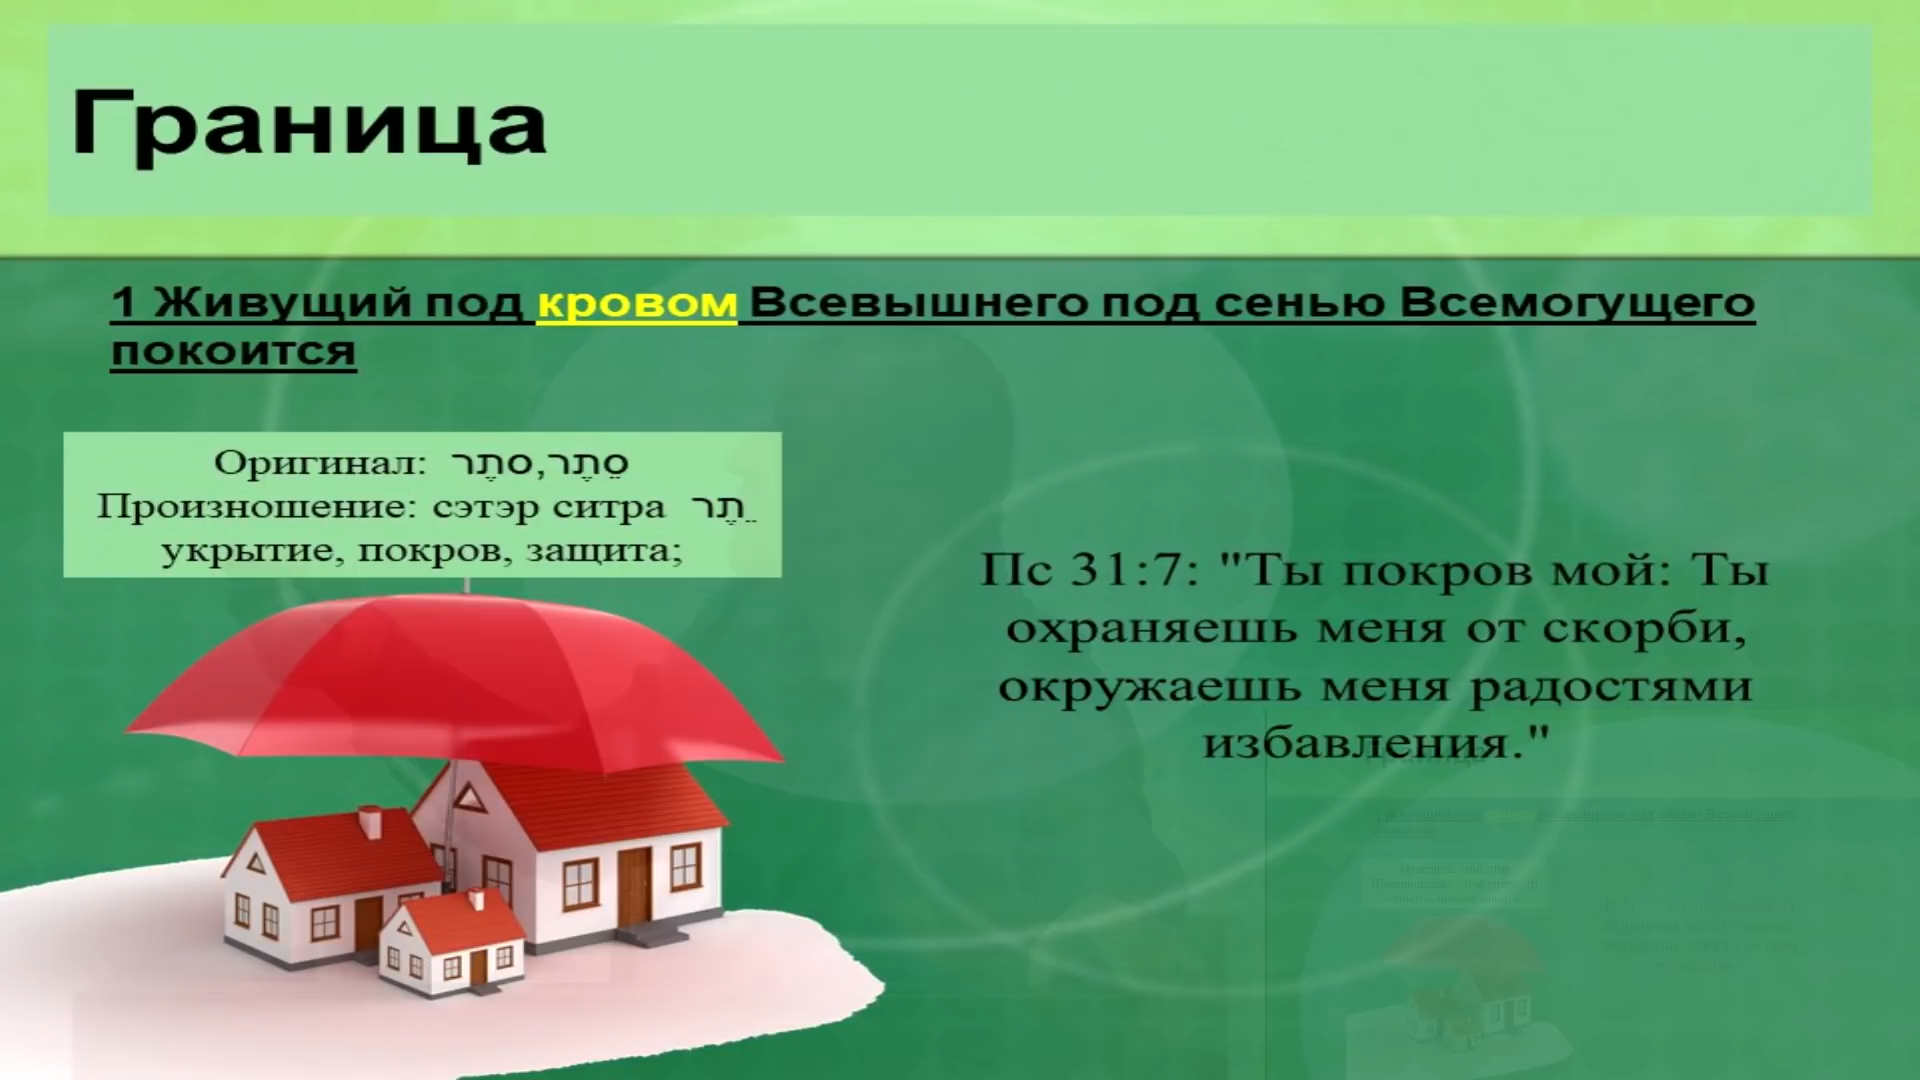 Граница
1 Живущий под кровом Всевышнего под сенью Всемогущего
покоится
Оригинал: סֵתֶר,סתֶר
Произношение: сэтэр ситра ֵתֶר
укрытие, покров, защита;
Пс 31:7: "Ты покров мой: Ты
охраняешь меня от скорби,
окружаешь меня радостями
избавления."